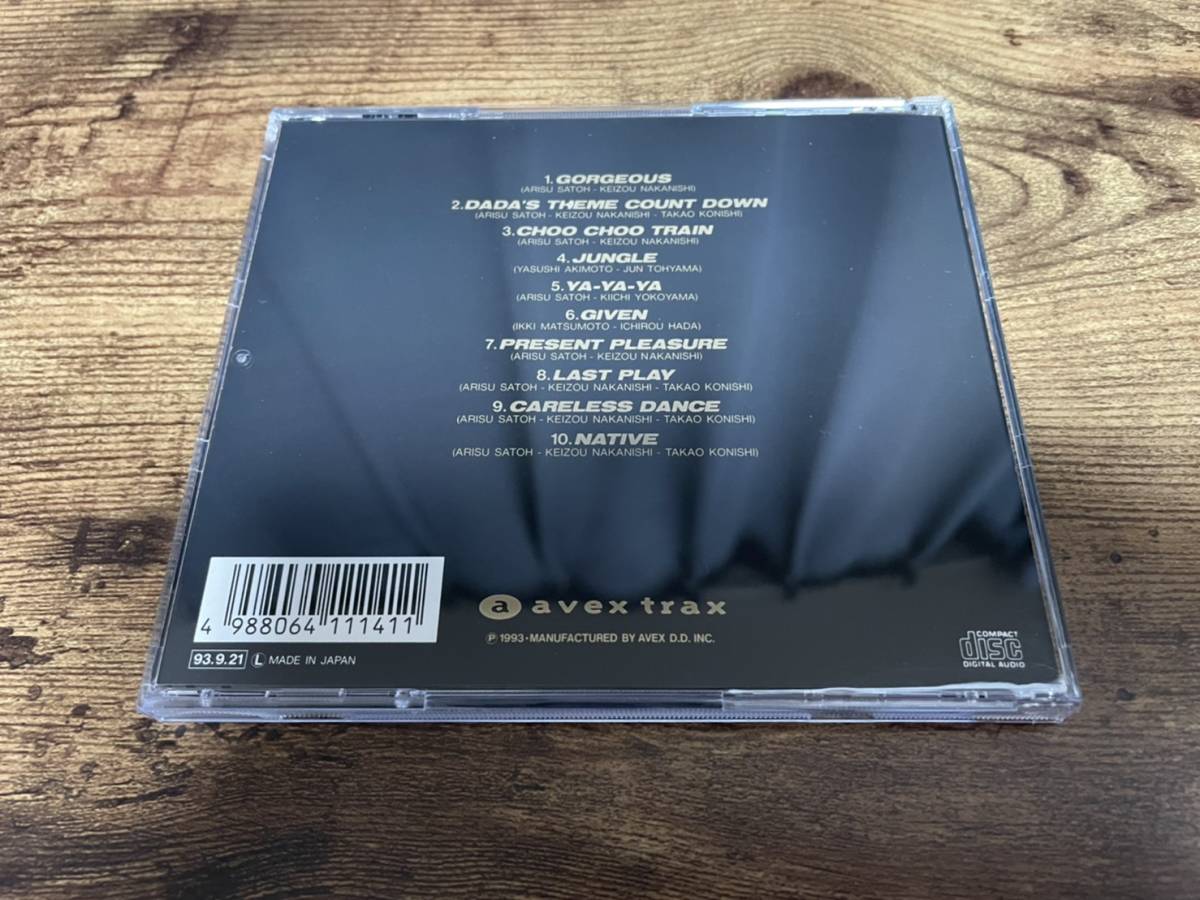 1.GORGEOUS
(ARISU SATOH - KEIZOU NAKANISHI)
2.DADA'S THEME COUNT DOWN
(ARISU SATOH - KEIZOU NAKANISHI - TAKAO KONISHI)
3.CHOO CHOO TRAIN
(ARISU SATOH - KEIZOU NAKANISHI)
4.JUNGLE
(YASUSHI AKIMOTO - JUN TOHYAMA)
5.YA-YA-YA
(ARISU SATOH - KIICHI YOKOYAMA)
6.GIVEN
(IKKI MATSUMOTO - ICHIROU HADA)
7.PRESENT PLEASURE
(ARISU SATOH - KEIZOU NAKANISHI)
8.LAST PLAY
(ARISU SATOH - KEIZOU NAKANISHI - TAKAO KONISHI)
9.CARELESS DANCE
(ARISU SATOH - KEIZOU NAKANISHI - TAKAO KONISHI)
10.NATIVE
(ARISU SATOH - KEIZOU NAKANISHI - TAKAO KONISHI)
a avex trax
Ⓟ 1993・MANUFACTURED BY AVEX D.D. INC.
4 988064 111411
93.9.21 Ⓛ MADE IN JAPAN
COMPACT
disc
DIGITAL AUDIO